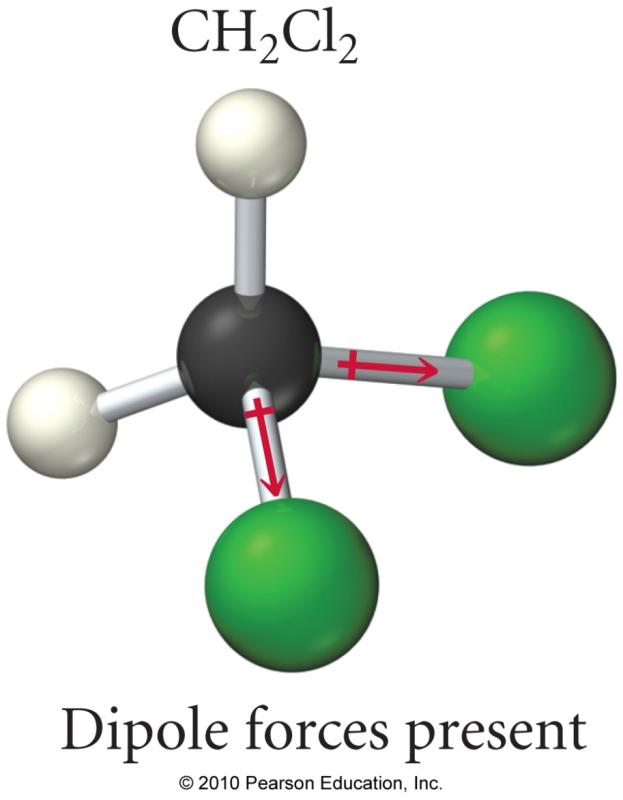 CH₂Cl₂
Dipole forces present
© 2010 Pearson Education, Inc.